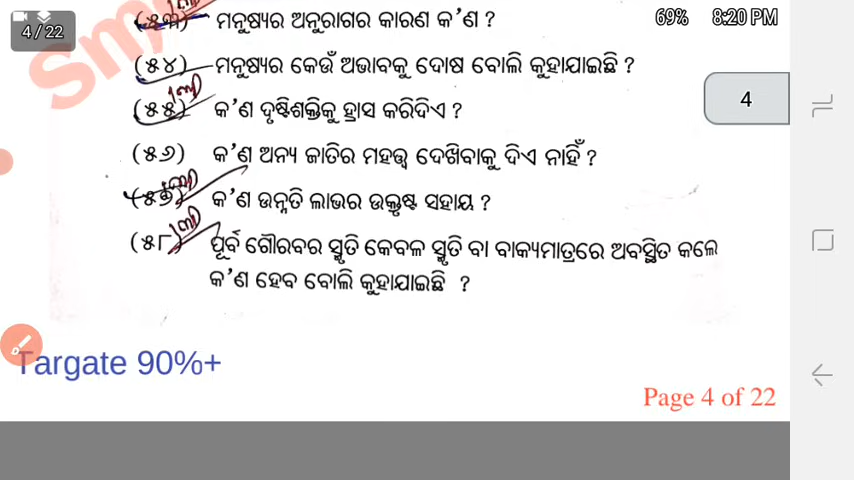 4/22
69% 8:20 PM
(୫୩) ମନୁଷ୍ୟର ଅନୁରାଗର କାରଣ କ'ଣ ?
(୫୪) ମନୁଷ୍ୟର କେଉଁ ଅଭାବକୁ ଦୋଷ ବୋଲି କୁହାଯାଇଛି ?
4
(୫୫) କ'ଣ ଦୃଷ୍ଟିଶକ୍ତିକୁ ହ୍ରାସ କରିଦିଏ ?
(୫୬) କ'ଣ ଅନ୍ୟ ଜାତିର ମହତ୍ତ୍ୱ ଦେଖିବାକୁ ଦିଏ ନାହିଁ ?
(୫୭) କ'ଣ ଉନ୍ନତି ଲାଭର ଉତ୍କୃଷ୍ଟ ସହାୟ ?
(୫୮) ପୂର୍ବ ଗୌରବର ସ୍ମୃତି କେବଳ ସ୍ମୃତି ବା ବାକ୍ୟମାତ୍ରରେ ଅବସ୍ଥିତ କଲେ
କ'ଣ ହେବ ବୋଲି କୁହାଯାଇଛି ?
Targate 90%+
Page 4 of 22